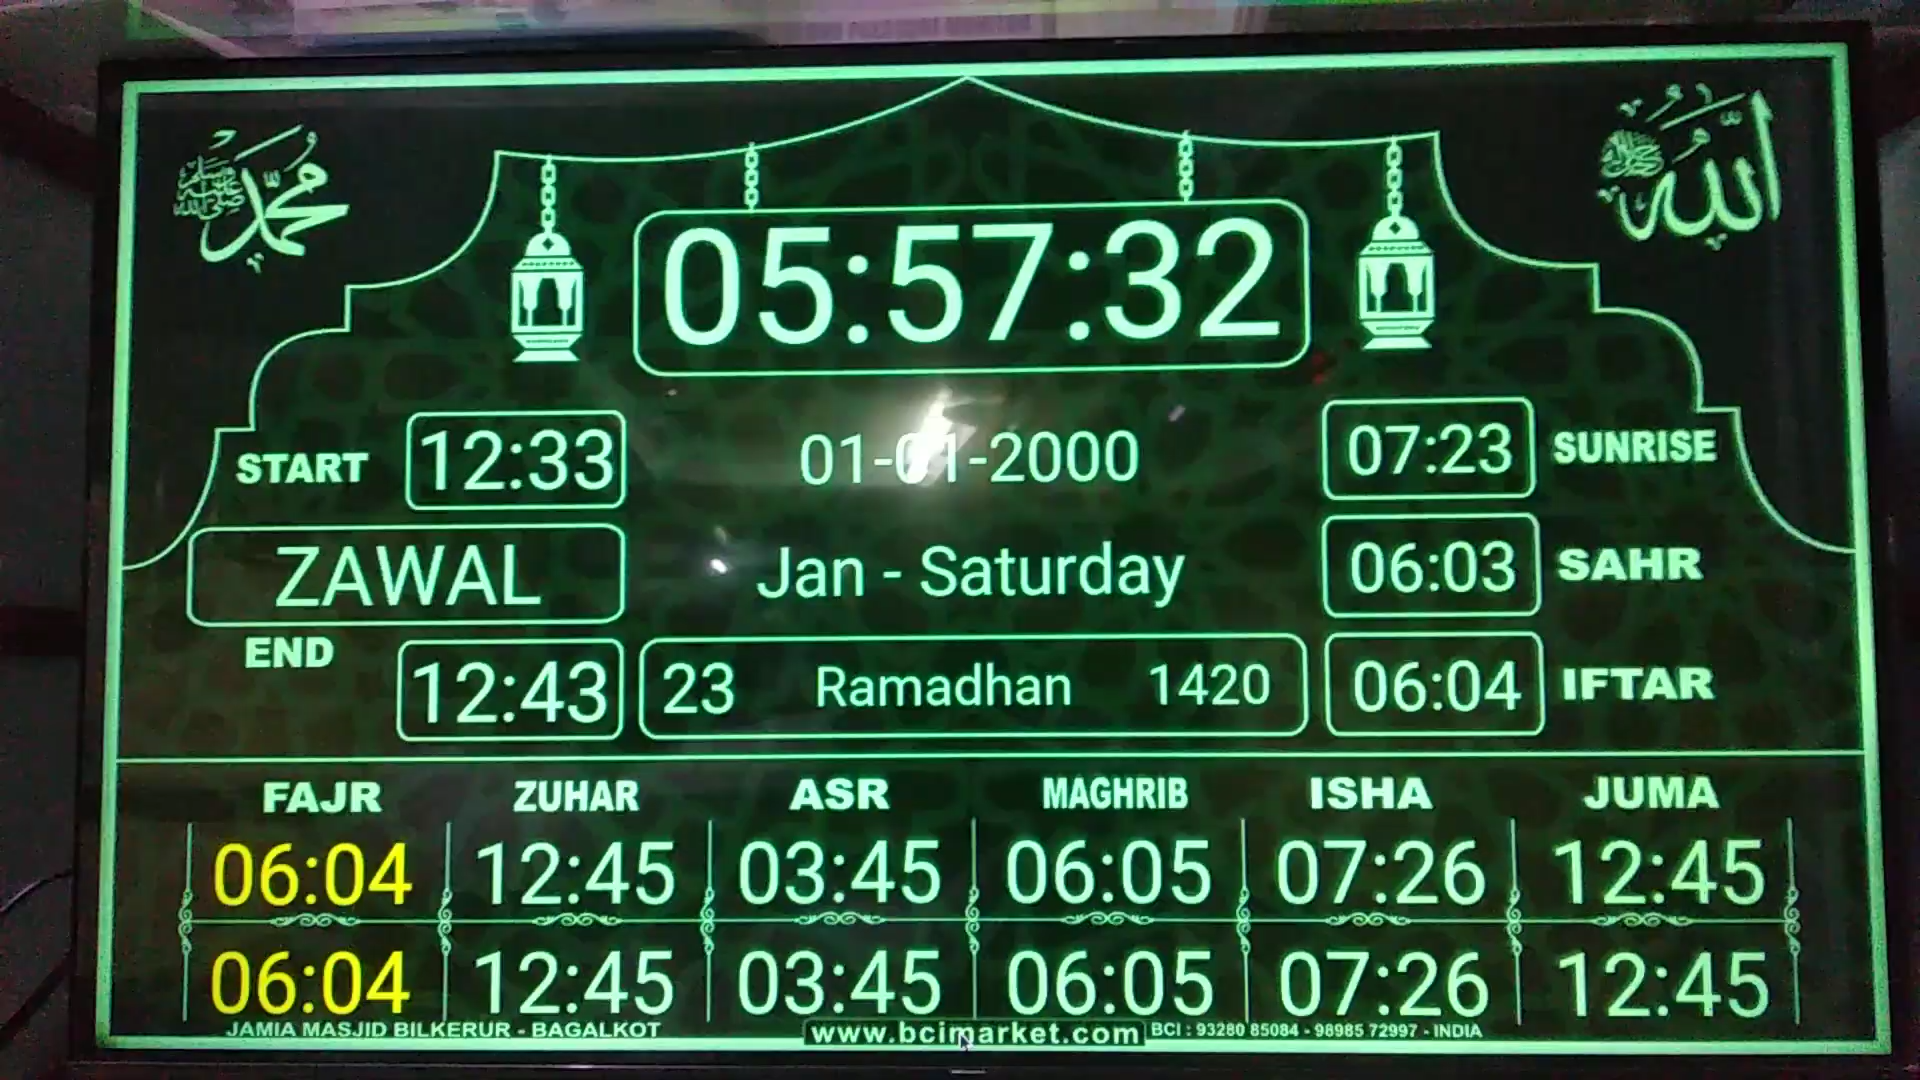 محمد صلى الله عليه وسلم
الله جل جلاله
05:57:32
START 12:33
01-01-2000
07:23 SUNRISE
ZAWAL
Jan - Saturday
06:03 SAHR
END 12:43
23 Ramadhan 1420
06:04 IFTAR
FAJR ZUHAR ASR MAGHRIB ISHA JUMA
06:04 12:45 03:45 06:05 07:26 12:45
06:04 12:45 03:45 06:05 07:26 12:45
JAMIA MASJID BILKERUR - BAGALKOT www.bcimarket.com BCI : 93280 85084 - 98985 72997 - INDIA